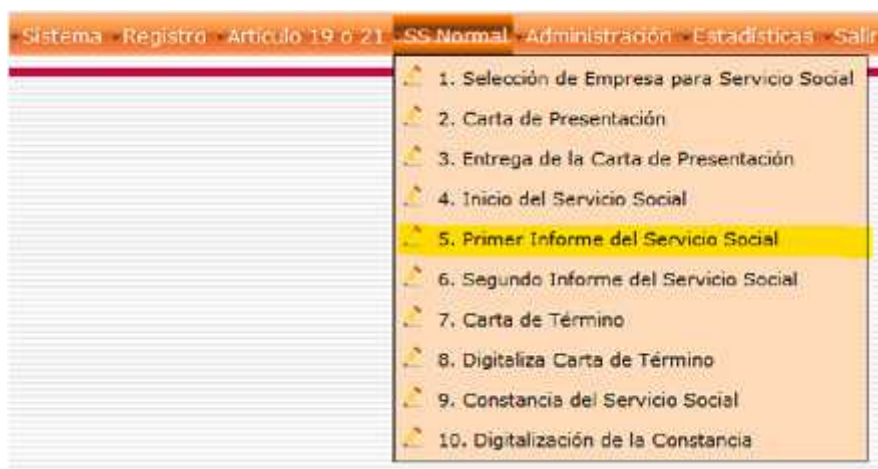 Sistema Registro Artículo 19 o 21 SS Normal Administración Estadísticas Salir
1. Selección de Empresa para Servicio Social
2. Carta de Presentación
3. Entrega de la Carta de Presentación
4. Inicio del Servicio Social
5. Primer Informe del Servicio Social
6. Segundo Informe del Servicio Social
7. Carta de Término
8. Digitaliza Carta de Término
9. Constancia del Servicio Social
10. Digitalización de la Constancia